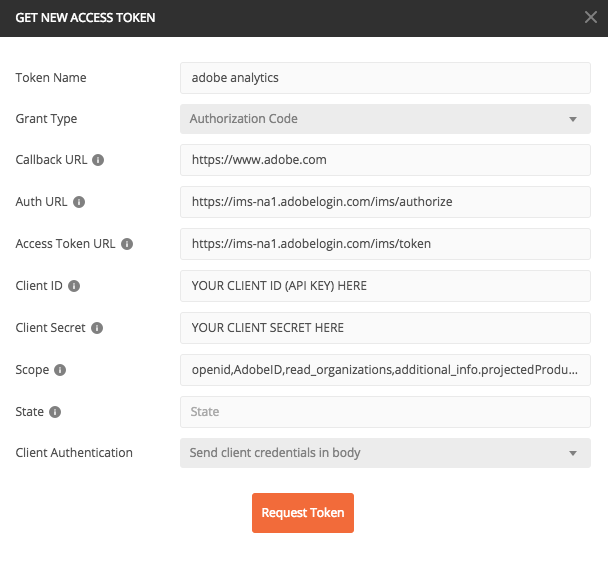 GET NEW ACCESS TOKEN
Token Name adobe analytics
Grant Type Authorization Code
Callback URL https://www.adobe.com
Auth URL https://ims-na1.adobelogin.com/ims/authorize
Access Token URL https://ims-na1.adobelogin.com/ims/token
Client ID YOUR CLIENT ID (API KEY) HERE
Client Secret YOUR CLIENT SECRET HERE
Scope openid,AdobeID,read_organizations,additional_info.projectedProdu...
State State
Client Authentication Send client credentials in body
Request Token